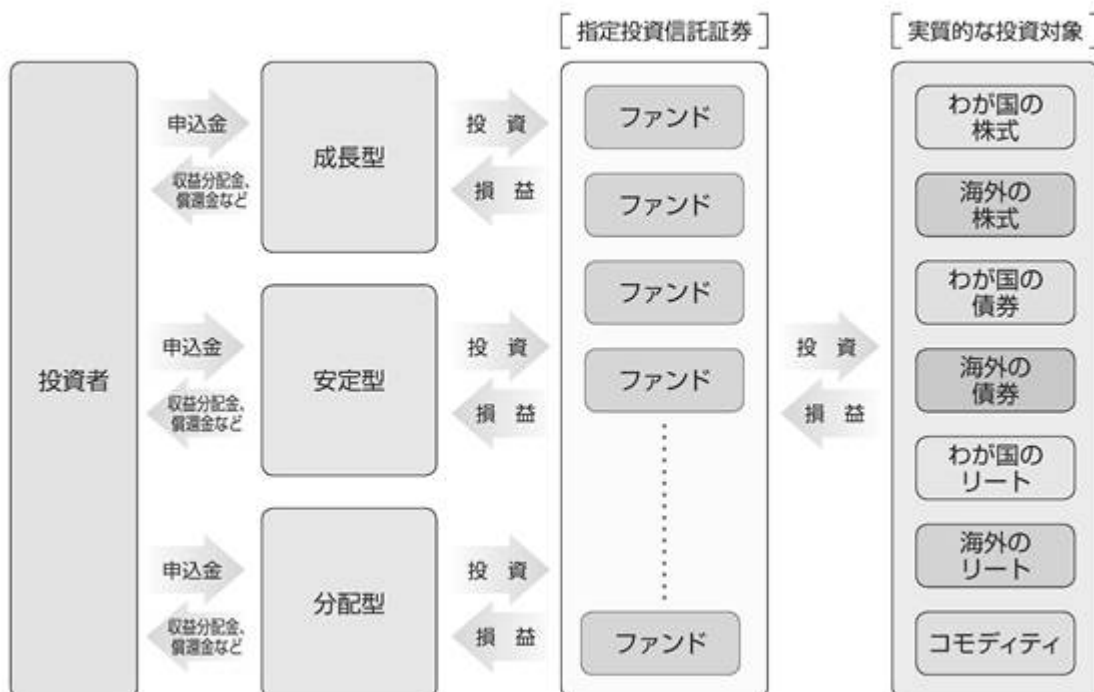 [指定投資信託証券]
[実質的な投資対象]
投資者
申込金
収益分配金、
償還金など
成長型
投 資
損 益
申込金
収益分配金、
償還金など
安定型
投 資
損 益
申込金
収益分配金、
償還金など
分配型
投 資
損 益
ファンド
ファンド
ファンド
ファンド
ファンド
投 資
損 益
わが国の
株式
海外の
株式
わが国の
債券
海外の
債券
わが国の
リート
海外の
リート
コモディティ